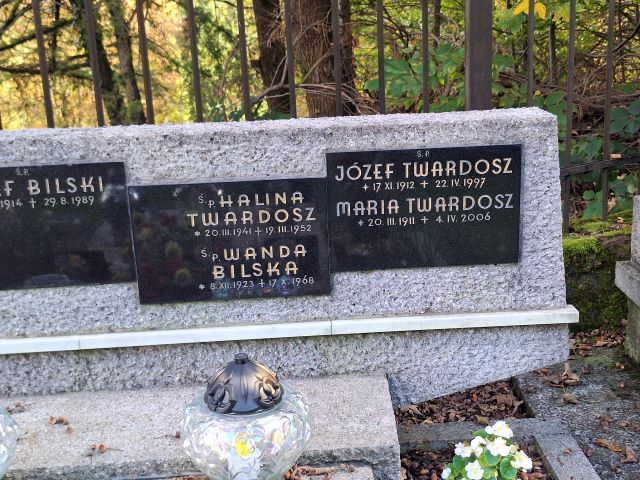 Ś.P.
F BILSKI
1914 + 29.8.1989
Ś.P. HALINA
TWARDOSZ
* 20.III.1941 + 19.III.1952
Ś.P. WANDA
BILSKA
* 8.XII.1923 + 17.X.1968
Ś.P.
JÓZEF TWARDOSZ
* 17.XI.1912 + 22.IV.1997
MARIA TWARDOSZ
* 20.III.1911 + 4.IV.2006